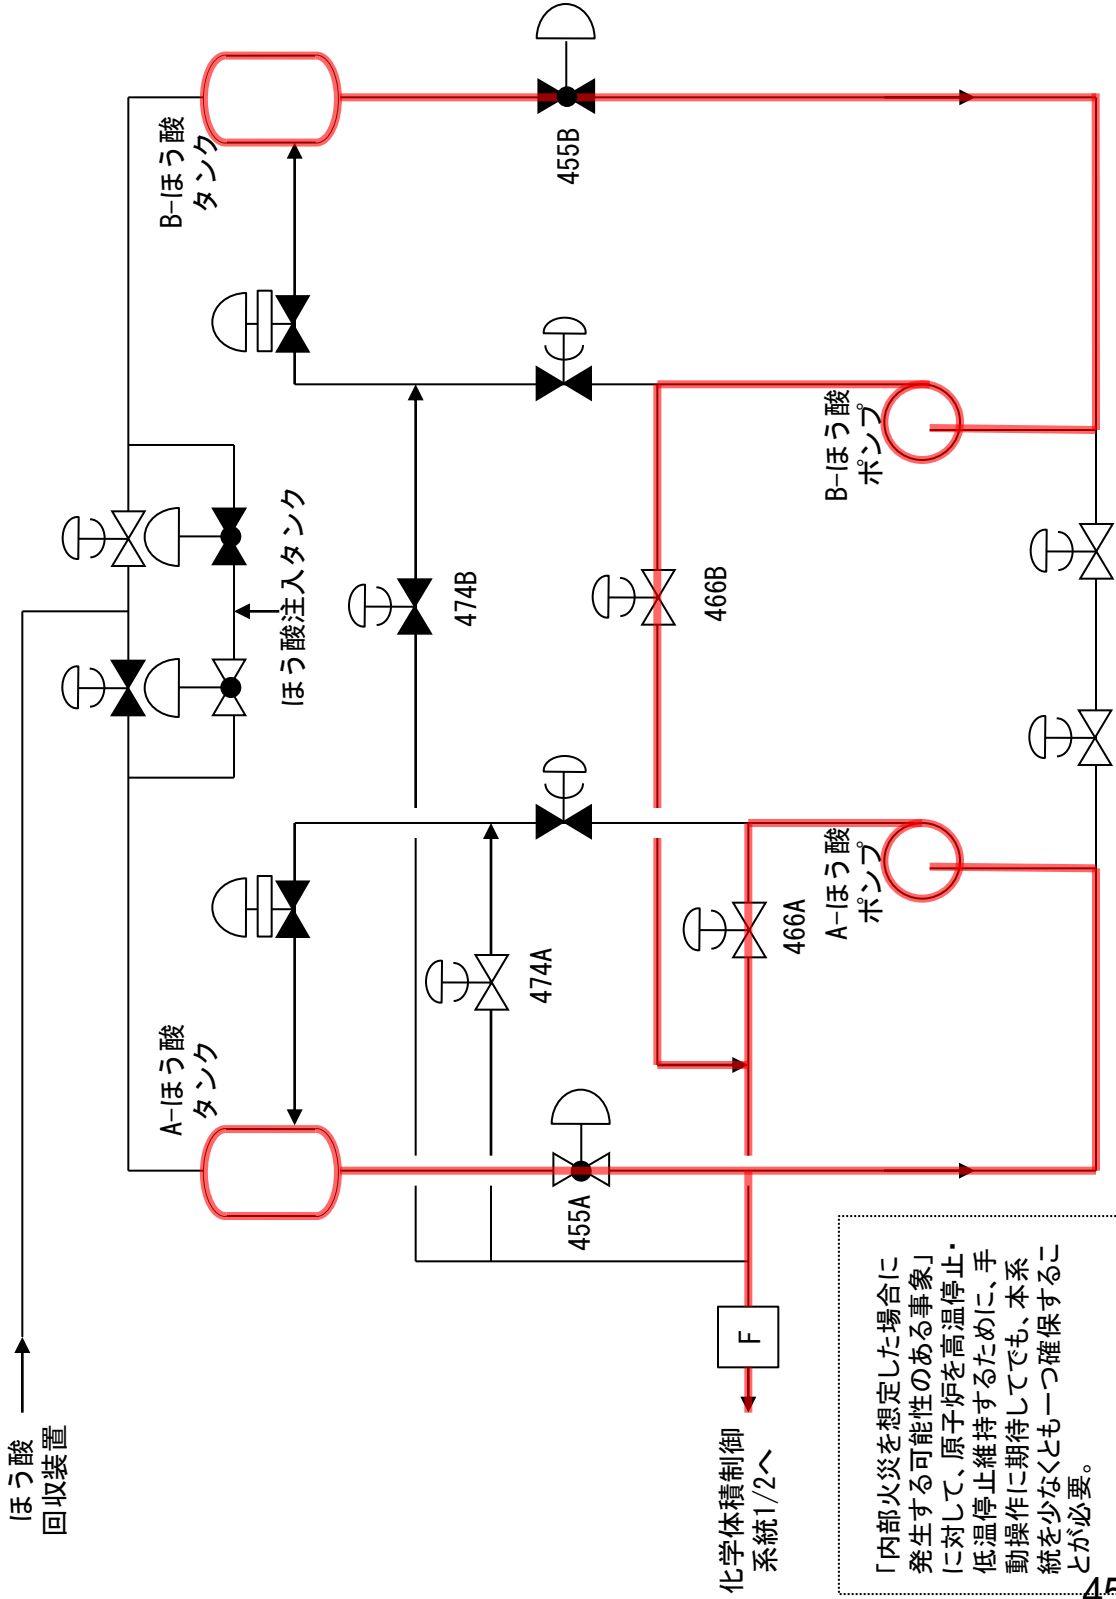 ほう酸
回収装置
A-ほう酸
タンク
B-ほう酸
タンク
ほう酸注入タンク
474A
474B
455A
455B
466A
466B
A-ほう酸
ポンプ
B-ほう酸
ポンプ
F
化学体積制御
系統1/2へ
「内部火災を想定した場合に
発生する可能性のある事象」
に対して、原子炉を高温停止・
低温停止維持するために、手
動操作に期待してでも、本系
統を少なくとも一つ確保するこ
とが必要。